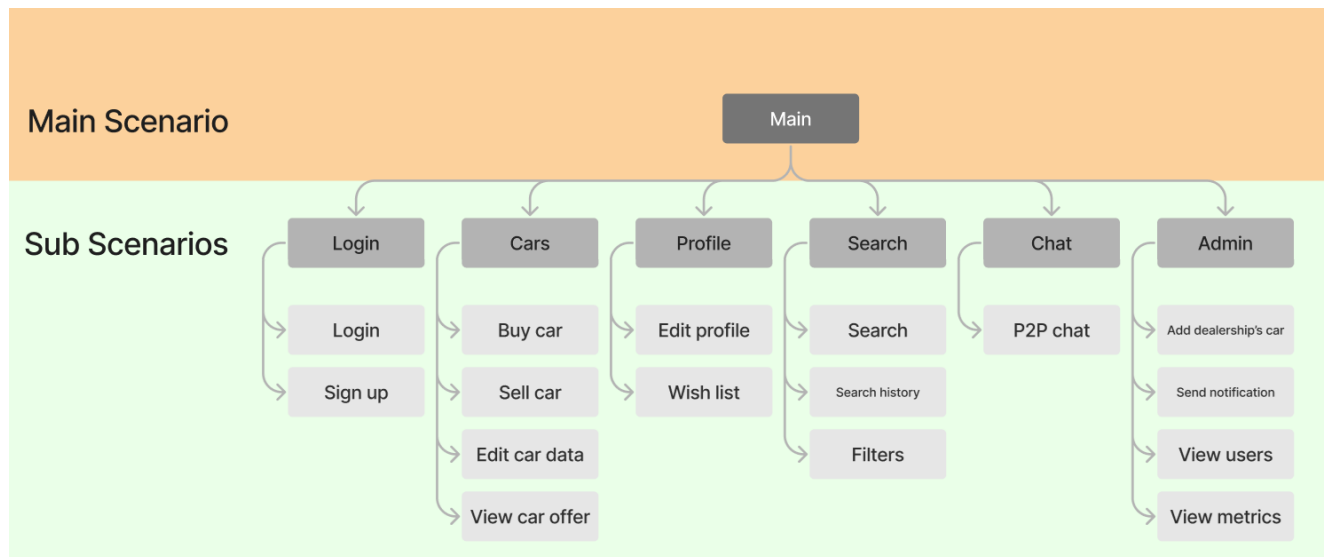 Main Scenario
Main
Sub Scenarios
Login
Cars
Profile
Search
Chat
Admin
Login
Buy car
Edit profile
Search
P2P chat
Add dealership's car
Sign up
Sell car
Wish list
Search history
Send notification
Edit car data
Filters
View users
View car offer
View metrics